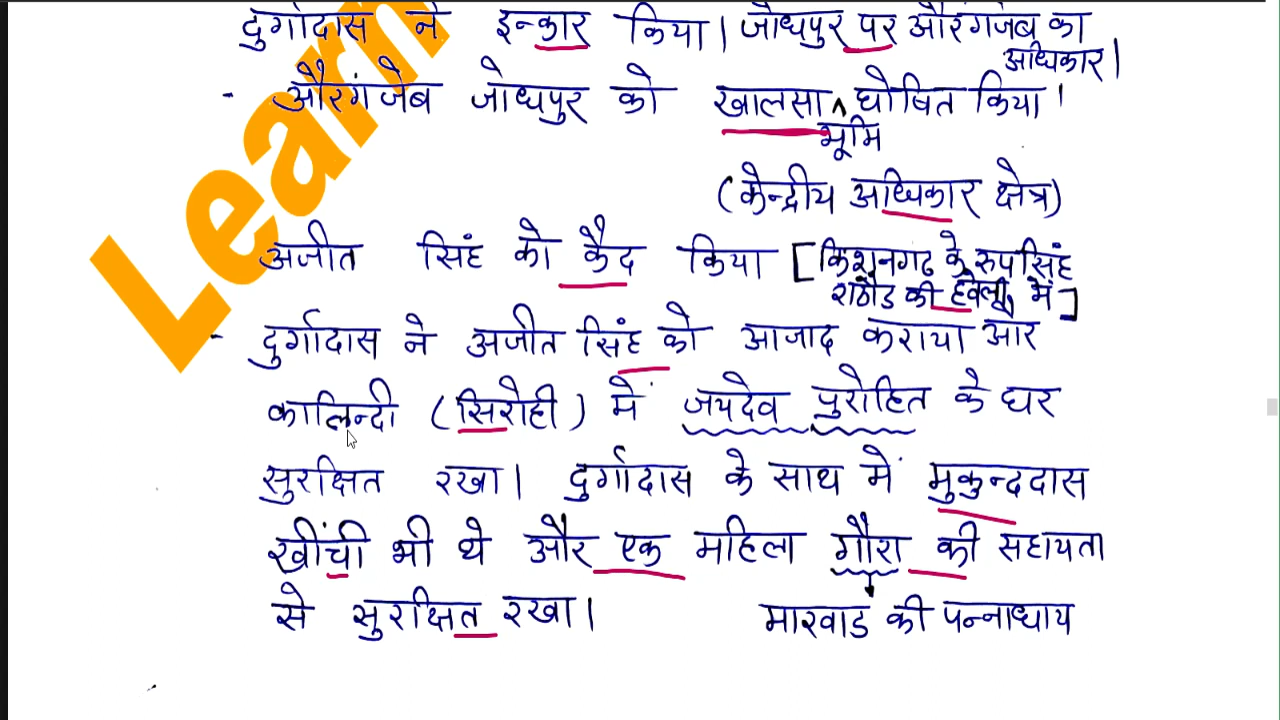 दुर्गादास ने इन्कार किया। जोधपुर पर औरंगजेब का अधिकार।
- औरंगजेब जोधपुर को खालसा ^ भूमि घोषित किया।
(केन्द्रीय अधिकार क्षेत्र)
अजीत सिंह को कैद किया [किशनगढ के रुपसिंह
राठौड की हवेली में]
- दुर्गादास ने अजीत सिंह को आजाद कराया और
कालिन्दी (सिरोही) में जयदेव पुरोहित के घर
सुरक्षित रखा। दुर्गादास के साथ में मुकुन्ददास
खींची भी थे और एक महिला गौरा की सहायता
से सुरक्षित रखा। मारवाड की पन्नाधाय
Learn